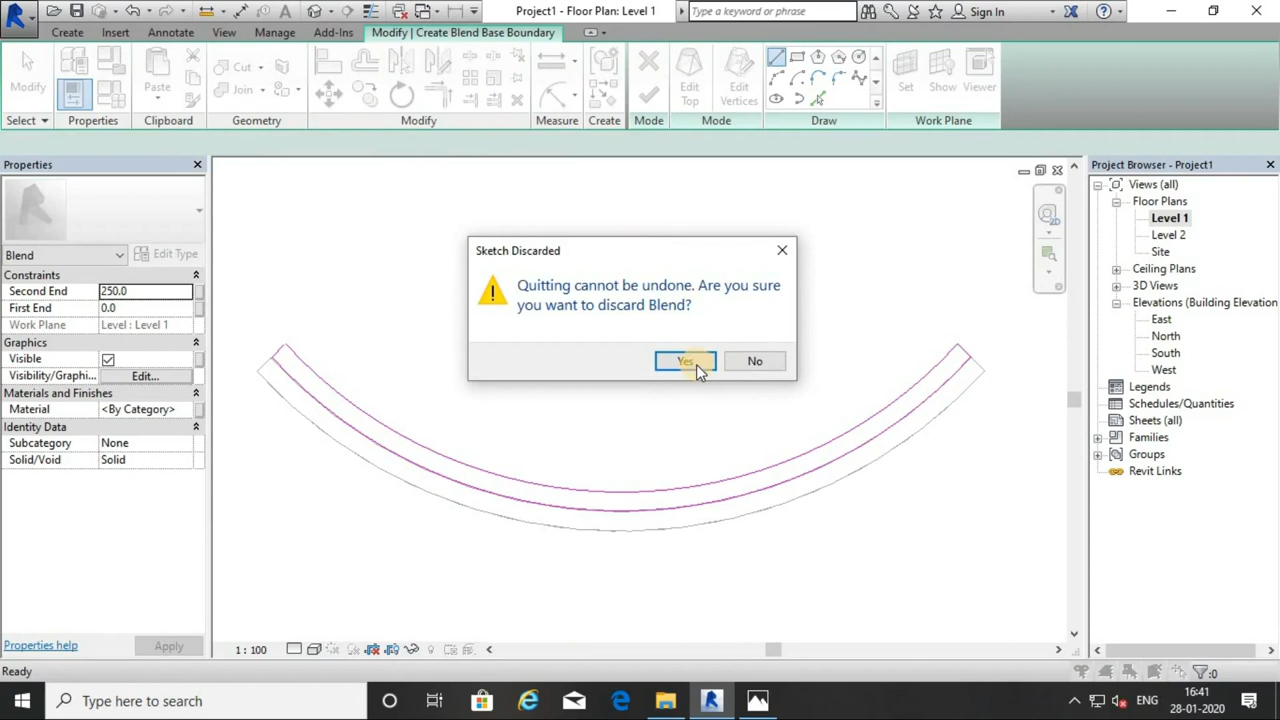 Project1 - Floor Plan: Level 1
Type a keyword or phrase
Sign In
Create
Insert
Annotate
View
Manage
Add-Ins
Modify | Create Blend Base Boundary
Modify
Cut
Join
Paste
Edit
Top
Edit
Vertices
Set
Show
Viewer
Select
Properties
Clipboard
Geometry
Modify
Measure
Create
Mode
Mode
Draw
Work Plane
Properties
Blend
Edit Type
Constraints
Second End 250.0
First End 0.0
Work Plane Level : Level 1
Graphics
Visible
Visibility/Graphi... Edit...
Materials and Finishes
Material <By Category>
Identity Data
Subcategory None
Solid/Void Solid
Properties help
Apply
2D
Sketch Discarded
Quitting cannot be undone. Are you sure
you want to discard Blend?
Yes
No
Project Browser - Project1
Views (all)
Floor Plans
Level 1
Level 2
Site
Ceiling Plans
3D Views
Elevations (Building Elevation
East
North
South
West
Legends
Schedules/Quantities
Sheets (all)
Families
Groups
Revit Links
1 : 100
Ready
:0
Type here to search
ENG
16:41
28-01-2020